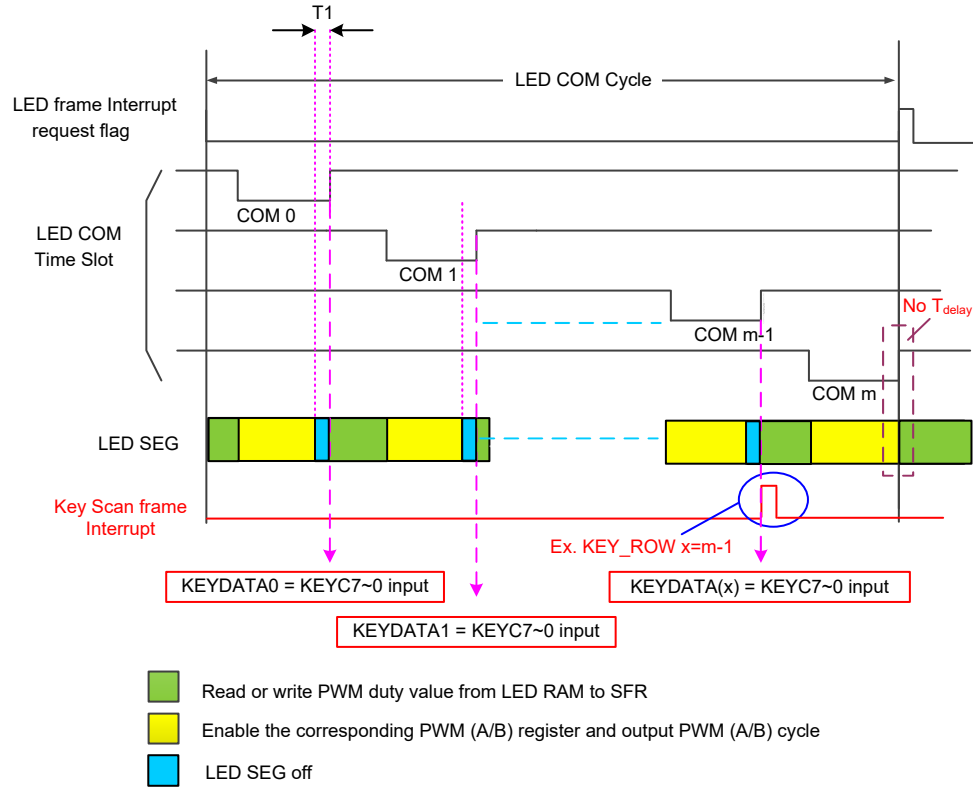 T1
LED COM Cycle
LED frame Interrupt
request flag
COM 0
LED COM
Time Slot
COM 1
No Tdelay
COM m-1
COM m
LED SEG
Key Scan frame
Interrupt
Ex. KEY_ROW x=m-1
KEYDATA0 = KEYC7~0 input
KEYDATA(x) = KEYC7~0 input
KEYDATA1 = KEYC7~0 input
Read or write PWM duty value from LED RAM to SFR
Enable the corresponding PWM (A/B) register and output PWM (A/B) cycle
LED SEG off